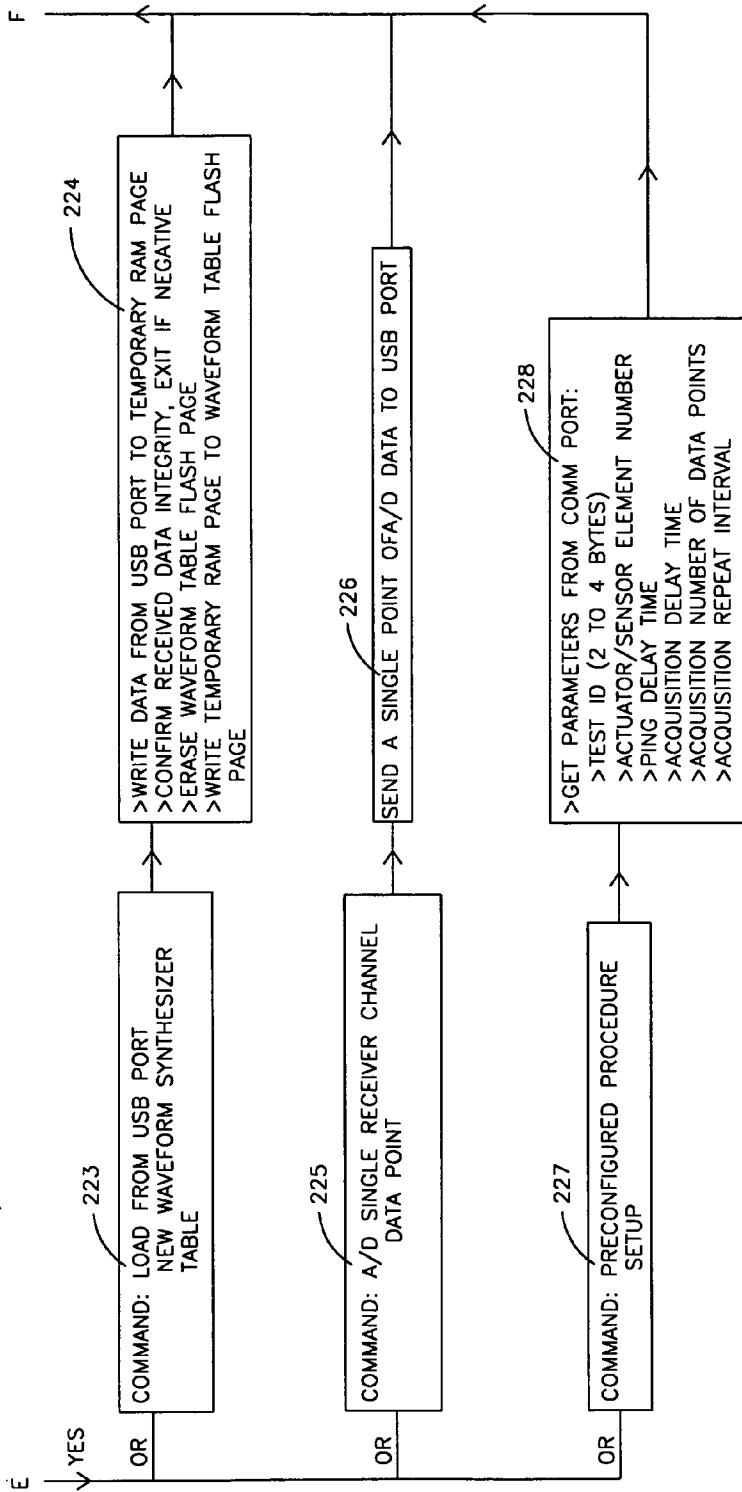 E
YES
OR
223
COMMAND: LOAD FROM USB PORT
NEW WAVEFORM SYNTHESIZER
TABLE
224
>WRITE DATA FROM USB PORT TO TEMPORARY RAM PAGE
>CONFIRM RECEIVED DATA INTEGRITY, EXIT IF NEGATIVE
>ERASE WAVEFORM TABLE FLASH PAGE
>WRITE TEMPORARY RAM PAGE TO WAVEFORM TABLE FLASH
PAGE
F
OR
225
COMMAND: A/D SINGLE RECEIVER CHANNEL
DATA POINT
226
SEND A SINGLE POINT OFA/D DATA TO USB PORT
OR
227
COMMAND: PRECONFIGURED PROCEDURE
SETUP
228
>GET PARAMETERS FROM COMM PORT:
>TEST ID (2 TO 4 BYTES)
>ACTUATOR/SENSOR ELEMENT NUMBER
>PING DELAY TIME
>ACQUISITION DELAY TIME
>ACQUISITION NUMBER OF DATA POINTS
>ACQUISITION REPEAT INTERVAL